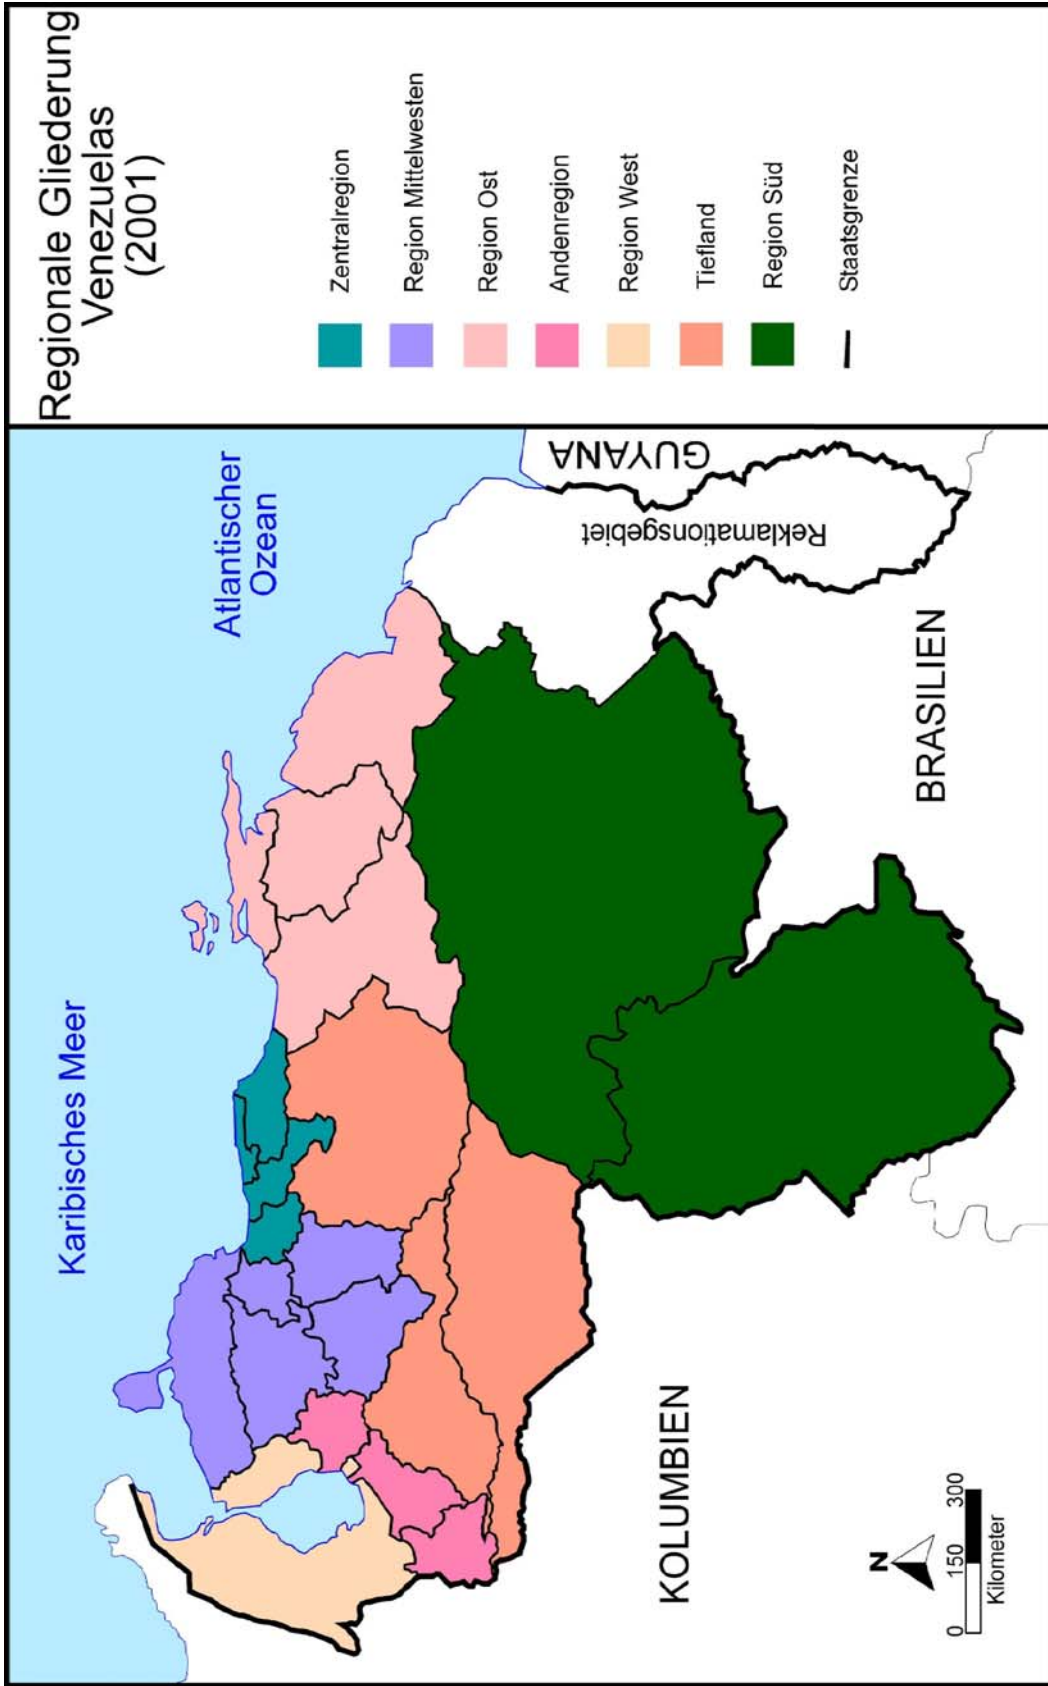 Regionale Gliederung
Venezuelas
(2001)
Zentralregion
Region Mittelwesten
Region Ost
Andenregion
Region West
Tiefland
Region Süd
Staatsgrenze
Karibisches Meer
Atlantischer
Ozean
GUYANA
Reklamationsgebiet
BRASILIEN
KOLUMBIEN
N
0 150 300
Kilometer